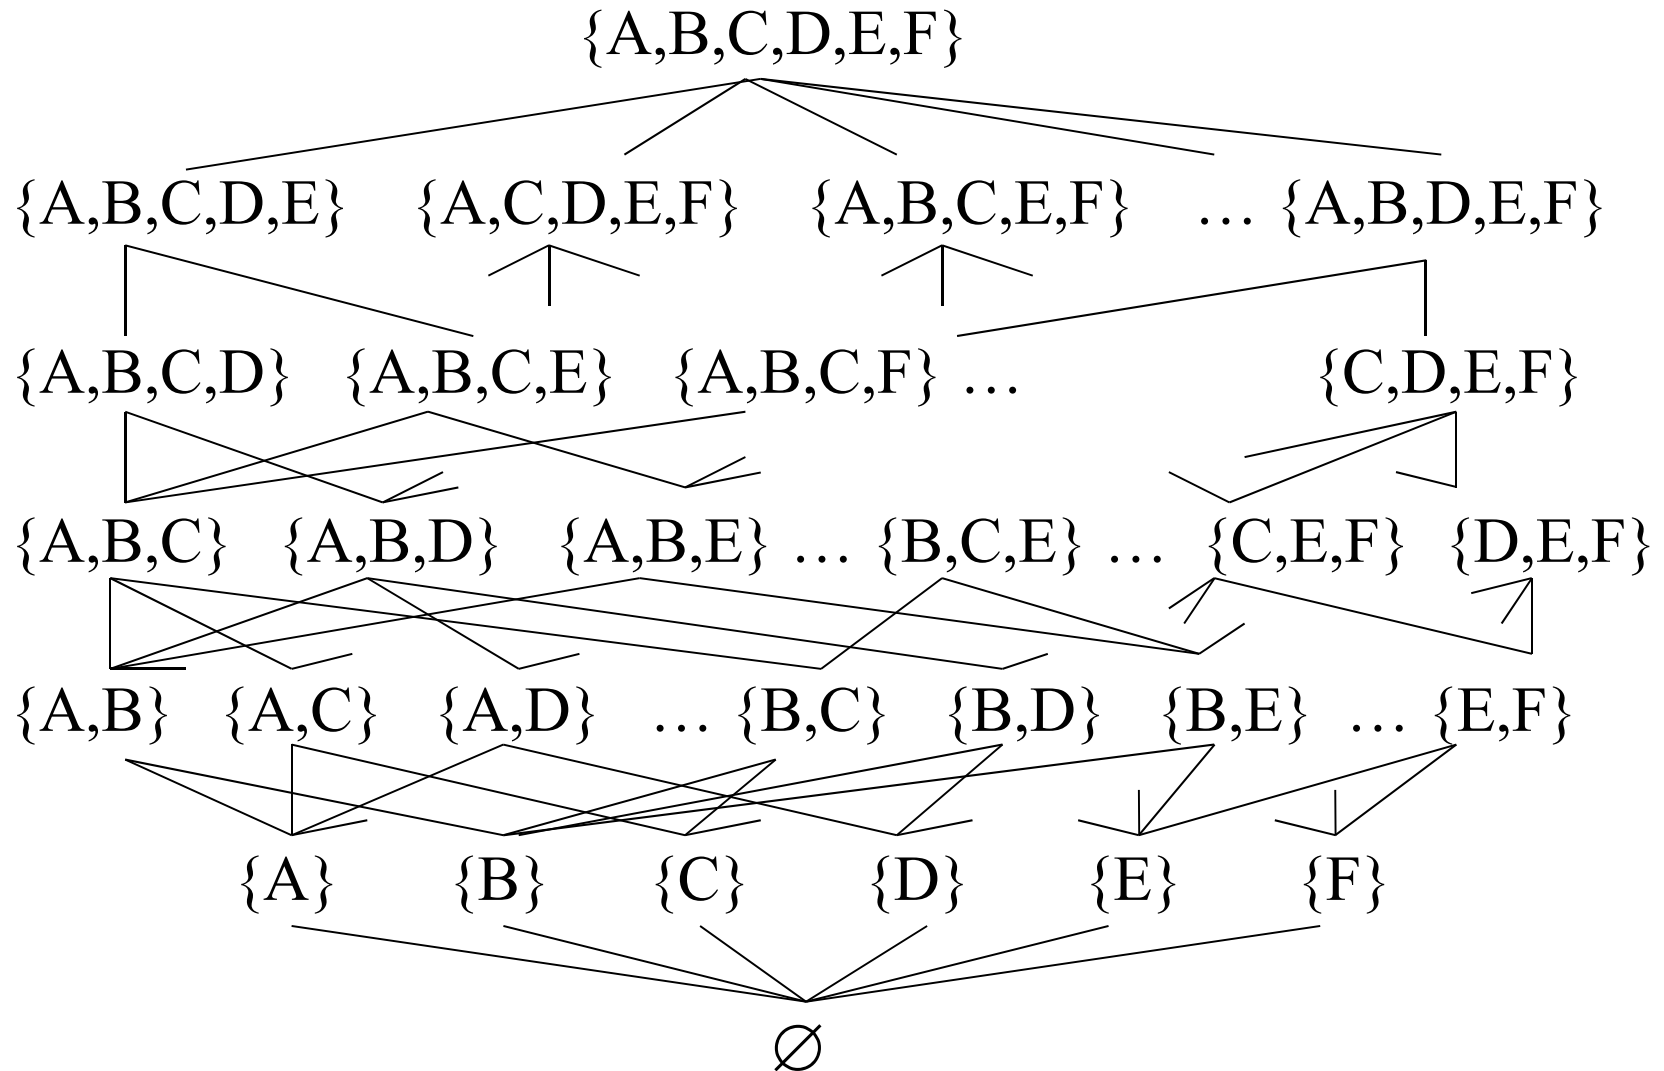 {A,B,C,D,E,F}
{A,B,C,D,E} {A,C,D,E,F} {A,B,C,E,F} … {A,B,D,E,F}
{A,B,C,D} {A,B,C,E} {A,B,C,F} … {C,D,E,F}
{A,B,C} {A,B,D} {A,B,E} … {B,C,E} … {C,E,F} {D,E,F}
{A,B} {A,C} {A,D} … {B,C} {B,D} {B,E} … {E,F}
{A} {B} {C} {D} {E} {F}
∅